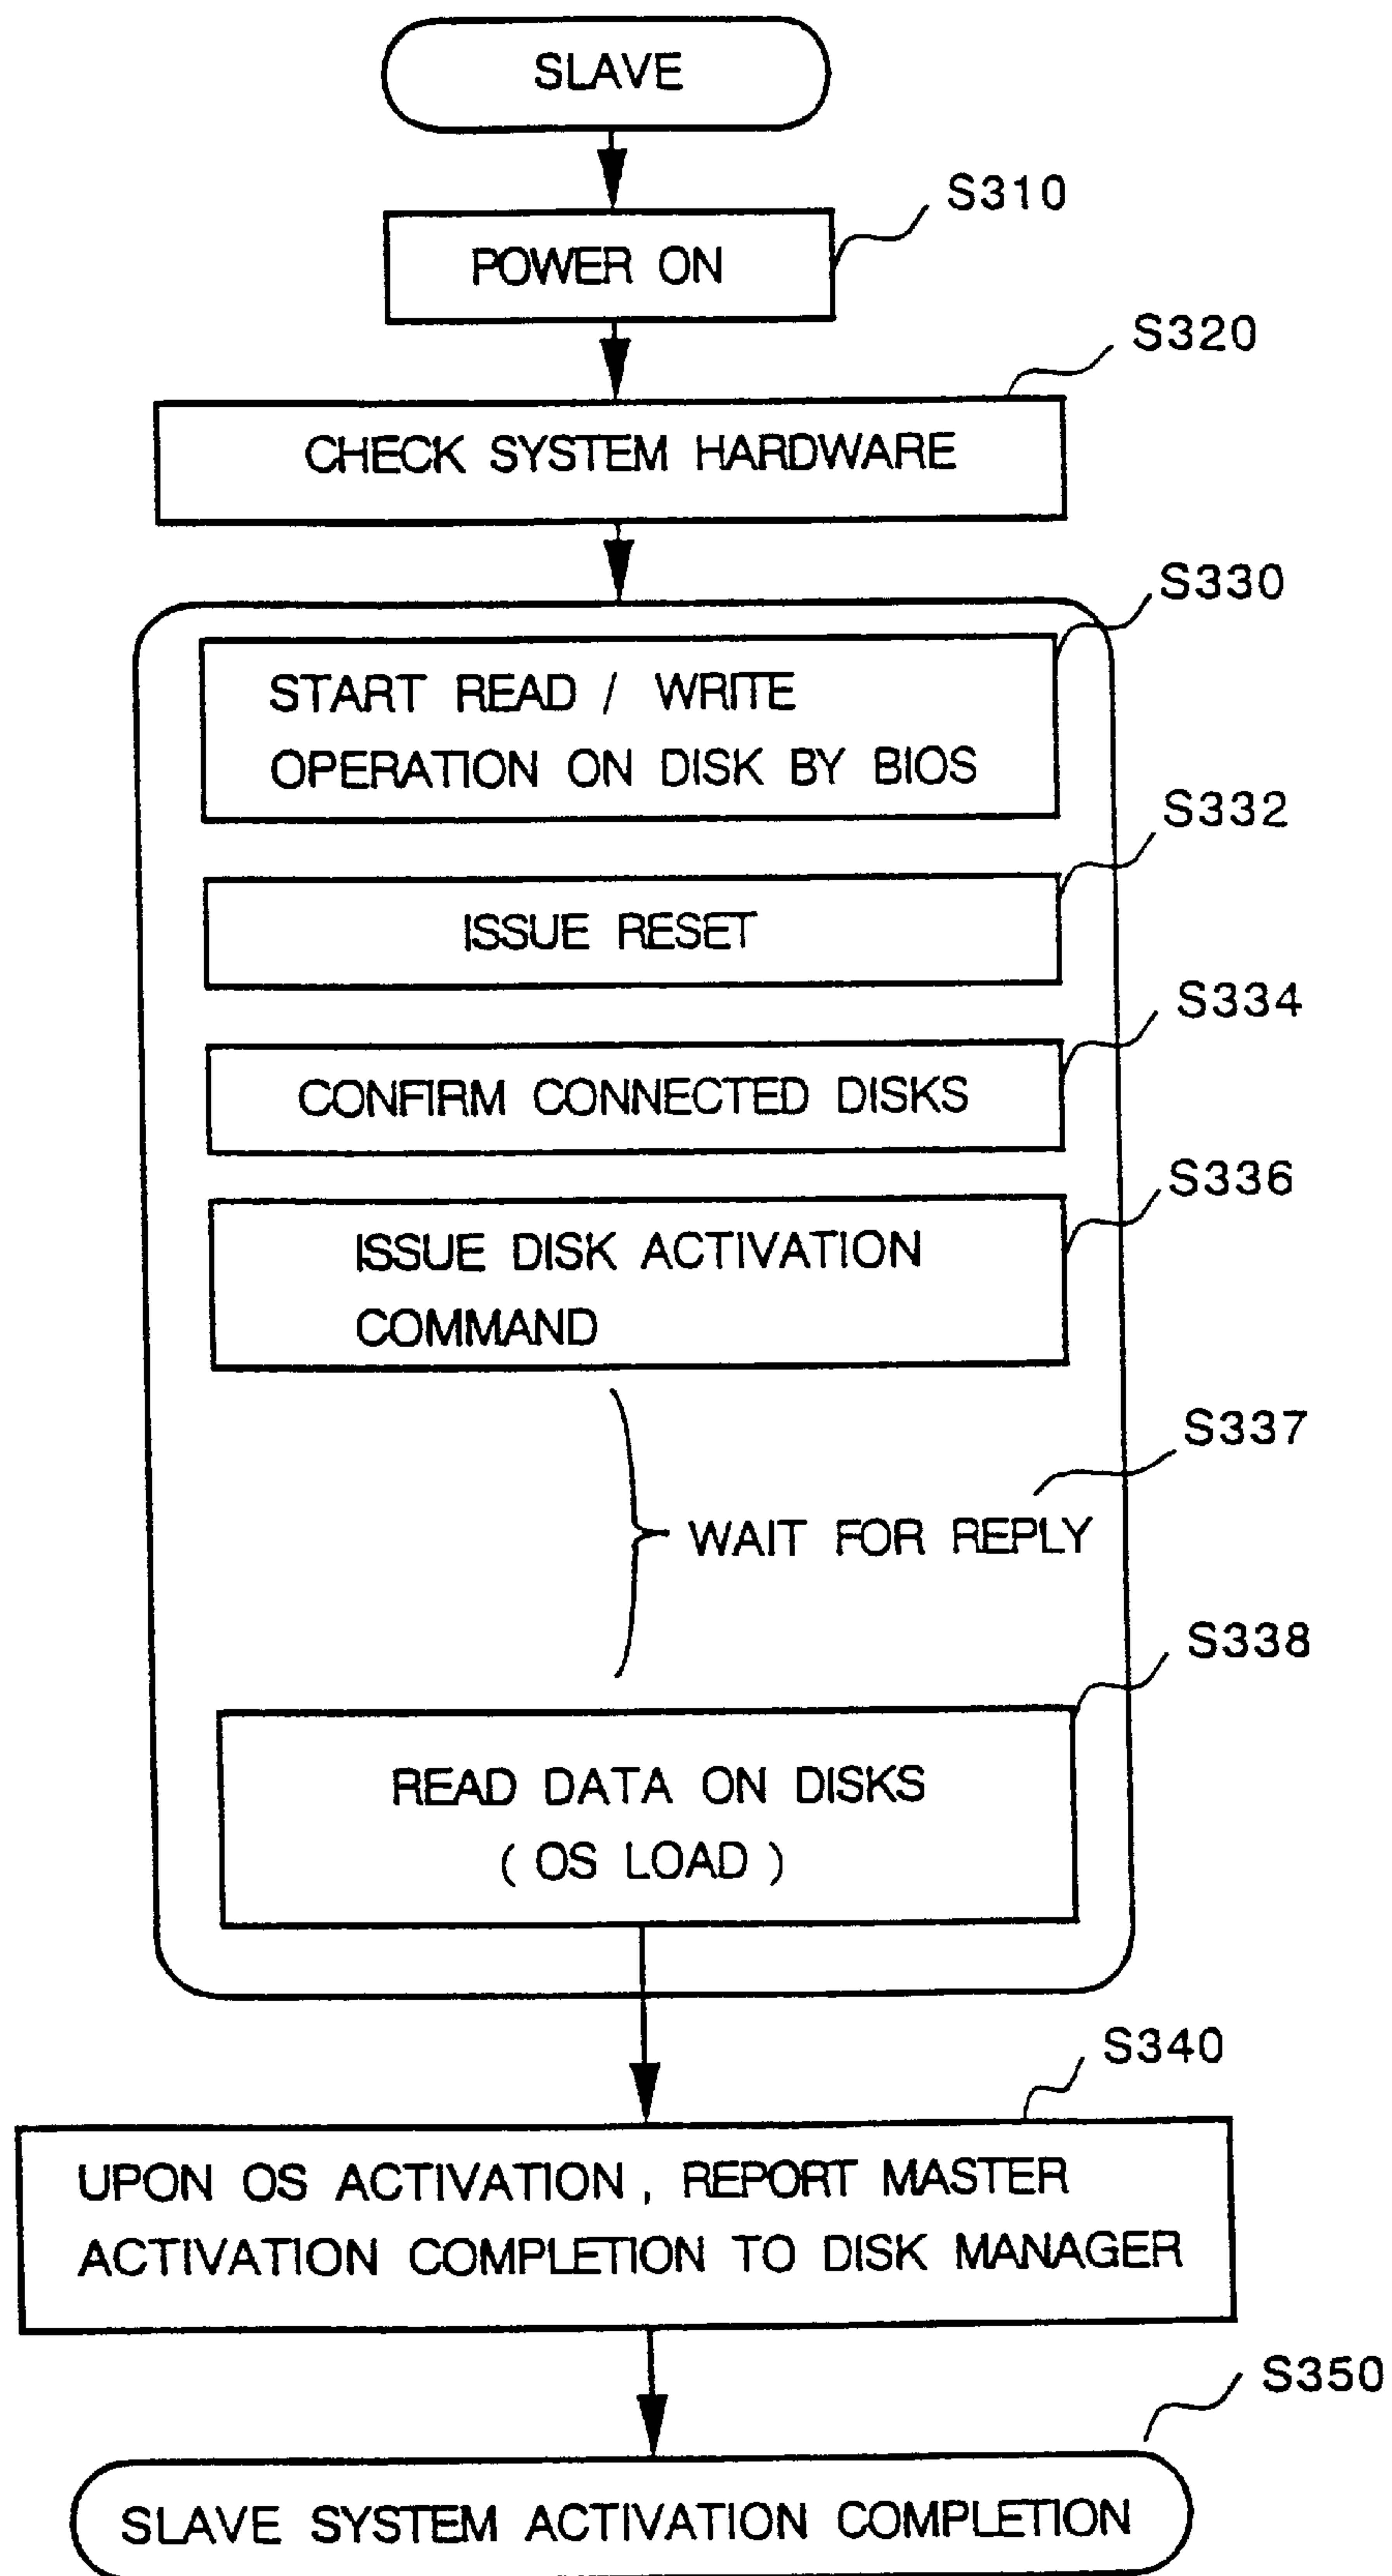 SLAVE
S310
POWER ON
S320
CHECK SYSTEM HARDWARE
S330
START READ / WRITE
OPERATION ON DISK BY BIOS
S332
ISSUE RESET
S334
CONFIRM CONNECTED DISKS
S336
ISSUE DISK ACTIVATION
COMMAND
S337
WAIT FOR REPLY
S338
READ DATA ON DISKS
( OS LOAD )
S340
UPON OS ACTIVATION , REPORT MASTER
ACTIVATION COMPLETION TO DISK MANAGER
S350
SLAVE SYSTEM ACTIVATION COMPLETION